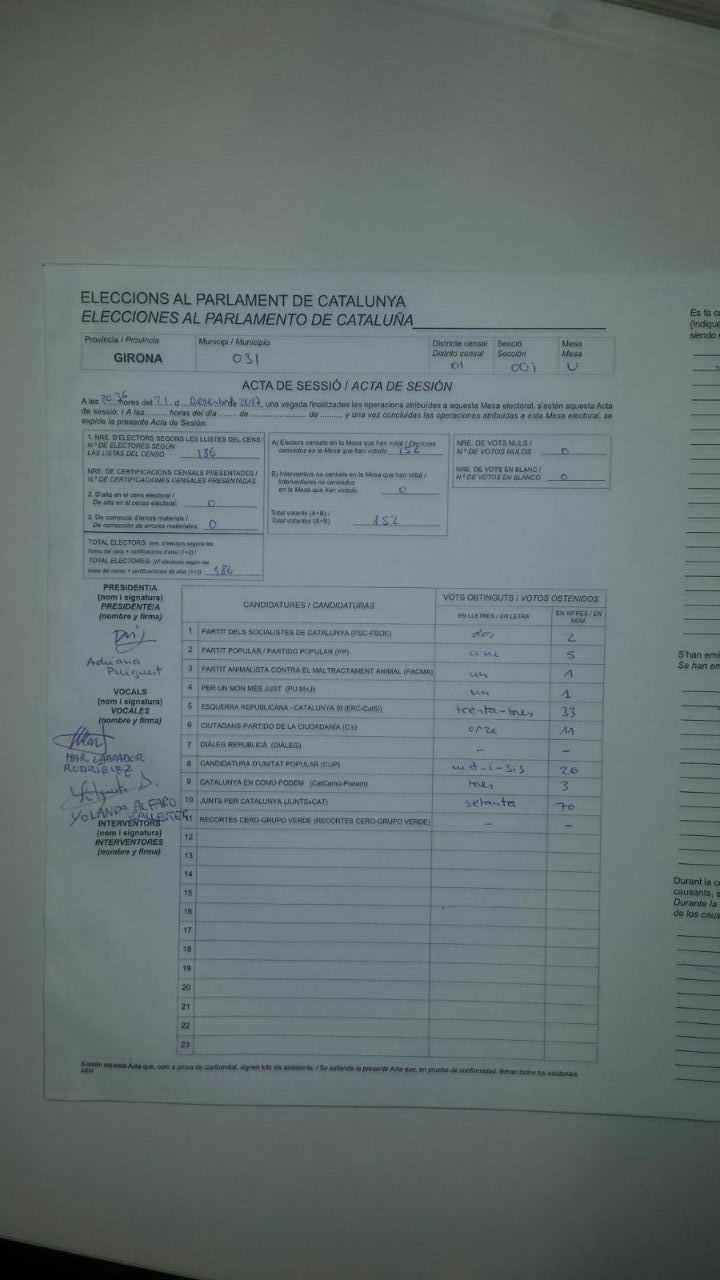 ELECCIONS AL PARLAMENT DE CATALUNYA
ELECCIONES AL PARLAMENTO DE CATALUÑA
Província / Provincia
GIRONA
Municipi / Municipio
031
Districte censal
Distrito censal
01
Secció
Sección
001
Mesa
Mesa
U
ACTA DE SESSIÓ / ACTA DE SESIÓN
A les 20:36 hores del 21 d Desembre de 2017, una vegada finalitzades les operacions atribuïdes a aquesta Mesa electoral, s'estén aquesta Acta
de sessió: / A las ........ horas del día ...... de ................ de ........ y una vez concluidas las operaciones atribuidas a esta Mesa electoral, se
expide la presente Acta de Sesión:
1. NRE. D'ELECTORS SEGONS LES LLISTES DEL CENS /
N.º DE ELECTORES SEGÚN
LAS LISTAS DEL CENSO 186
NRE. DE CERTIFICACIONS CENSALS PRESENTADES /
N.º DE CERTIFICACIONES CENSALES PRESENTADAS
2. D'alta en el cens electoral /
De alta en el censo electoral: 0
3. De correcció d'errors materials /
De corrección de errores materiales: 0
TOTAL ELECTORS: (nre. d'electors segons les
llistes del cens + certificacions d'alta) (1+2) /
TOTAL ELECTORES: (nº electores según las
listas del censo + certificaciones de alta) (1+2) 186
A) Electors censats en la Mesa que han votat / Electores
censados en la Mesa que han votado 152
B) Interventors no censats en la Mesa que han votat /
Interventores no censados
en la Mesa que han votado 0
Total votants (A+B) /
Total votantes (A+B) 152
NRE. DE VOTS NULS /
N.º DE VOTOS NULOS 0
NRE. DE VOTS EN BLANC /
N.º DE VOTOS EN BLANCO 0
PRESIDENT/A
(nom i signatura)
PRESIDENTE/A
(nombre y firma)
Adriana
VOCALS
(nom i signatura)
VOCALES
(nombre y firma)
MAR LABRADOR
RODRIGUEZ
YOLANDA ALFARO
BALLESTER
INTERVENTORS
(nom i signatura)
INTERVENTORES
(nombre y firma)
CANDIDATURES / CANDIDATURAS
VOTS OBTINGUTS / VOTOS OBTENIDOS
EN LLETRES / EN LETRA
EN XIFRES / EN NÚM
1 PARTIT DELS SOCIALISTES DE CATALUNYA (PSC-PSOE) dos 2
2 PARTIT POPULAR / PARTIDO POPULAR (PP) cinc 5
3 PARTIT ANIMALISTA CONTRA EL MALTRACTAMENT ANIMAL (PACMA) un 1
4 PER UN MÓN MÉS JUST (PUM+J) un 1
5 ESQUERRA REPUBLICANA - CATALUNYA SÍ (ERC-CatSí) trenta-tres 33
6 CIUTADANS-PARTIDO DE LA CIUDADANÍA (C's) onze 11
7 DIÀLEG REPUBLICÀ (DIÀLEG) - -
8 CANDIDATURA D'UNITAT POPULAR (CUP) vint-i-sis 26
9 CATALUNYA EN COMÚ-PODEM (CatComú-Podem) tres 3
10 JUNTS PER CATALUNYA (JUNTSxCAT) setanta 70
11 RECORTES CERO-GRUPO VERDE (RECORTES CERO-GRUPO VERDE) - -
12
13
14
15
16
17
18
19
20
21
22
23
S'estén aquesta Acta que, com a prova de conformitat, signen tots els assistents. / Se extiende la presente Acta que, en prueba de conformidad, firman todos los asistentes.
Es fa
(Indique
siendo
S'han em
Se han em
Durant la
causants,
Durante la
de los cau